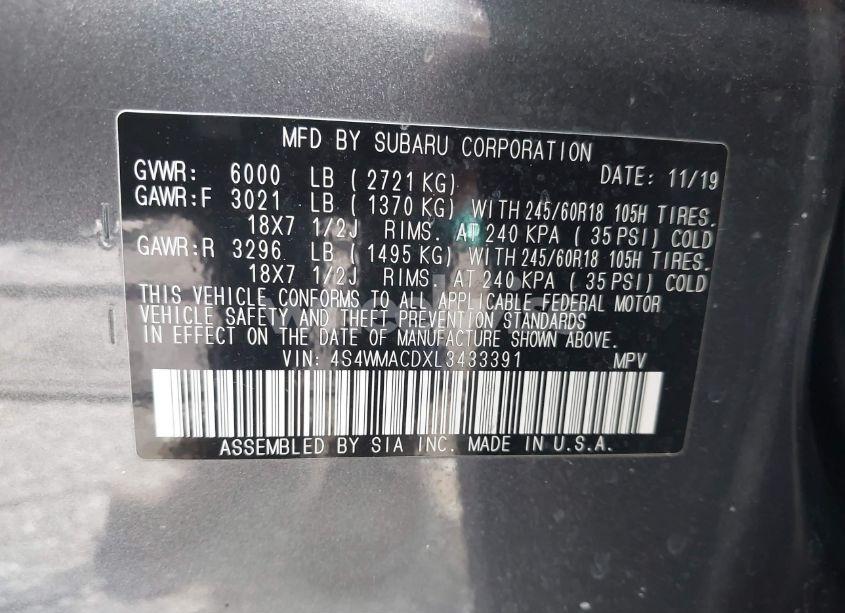 MFD BY SUBARU CORPORATION
GVWR: 6000 LB ( 2721 KG) DATE: 11/19
GAWR:F 3021 LB ( 1370 KG) WITH 245/60R18 105H TIRES.
18X7 1/2J RIMS. AT 240 KPA ( 35 PSI) COLD
GAWR:R 3296 LB ( 1495 KG) WITH 245/60R18 105H TIRES.
18X7 1/2J RIMS. AT 240 KPA ( 35 PSI) COLD
THIS VEHICLE CONFORMS TO ALL APPLICABLE FEDERAL MOTOR
VEHICLE SAFETY AND THEFT PREVENTION STANDARDS
IN EFFECT ON THE DATE OF MANUFACTURE SHOWN ABOVE.
VIN: 4S4WMACDXL3433391 MPV
ASSEMBLED BY SIA INC. MADE IN U.S.A.